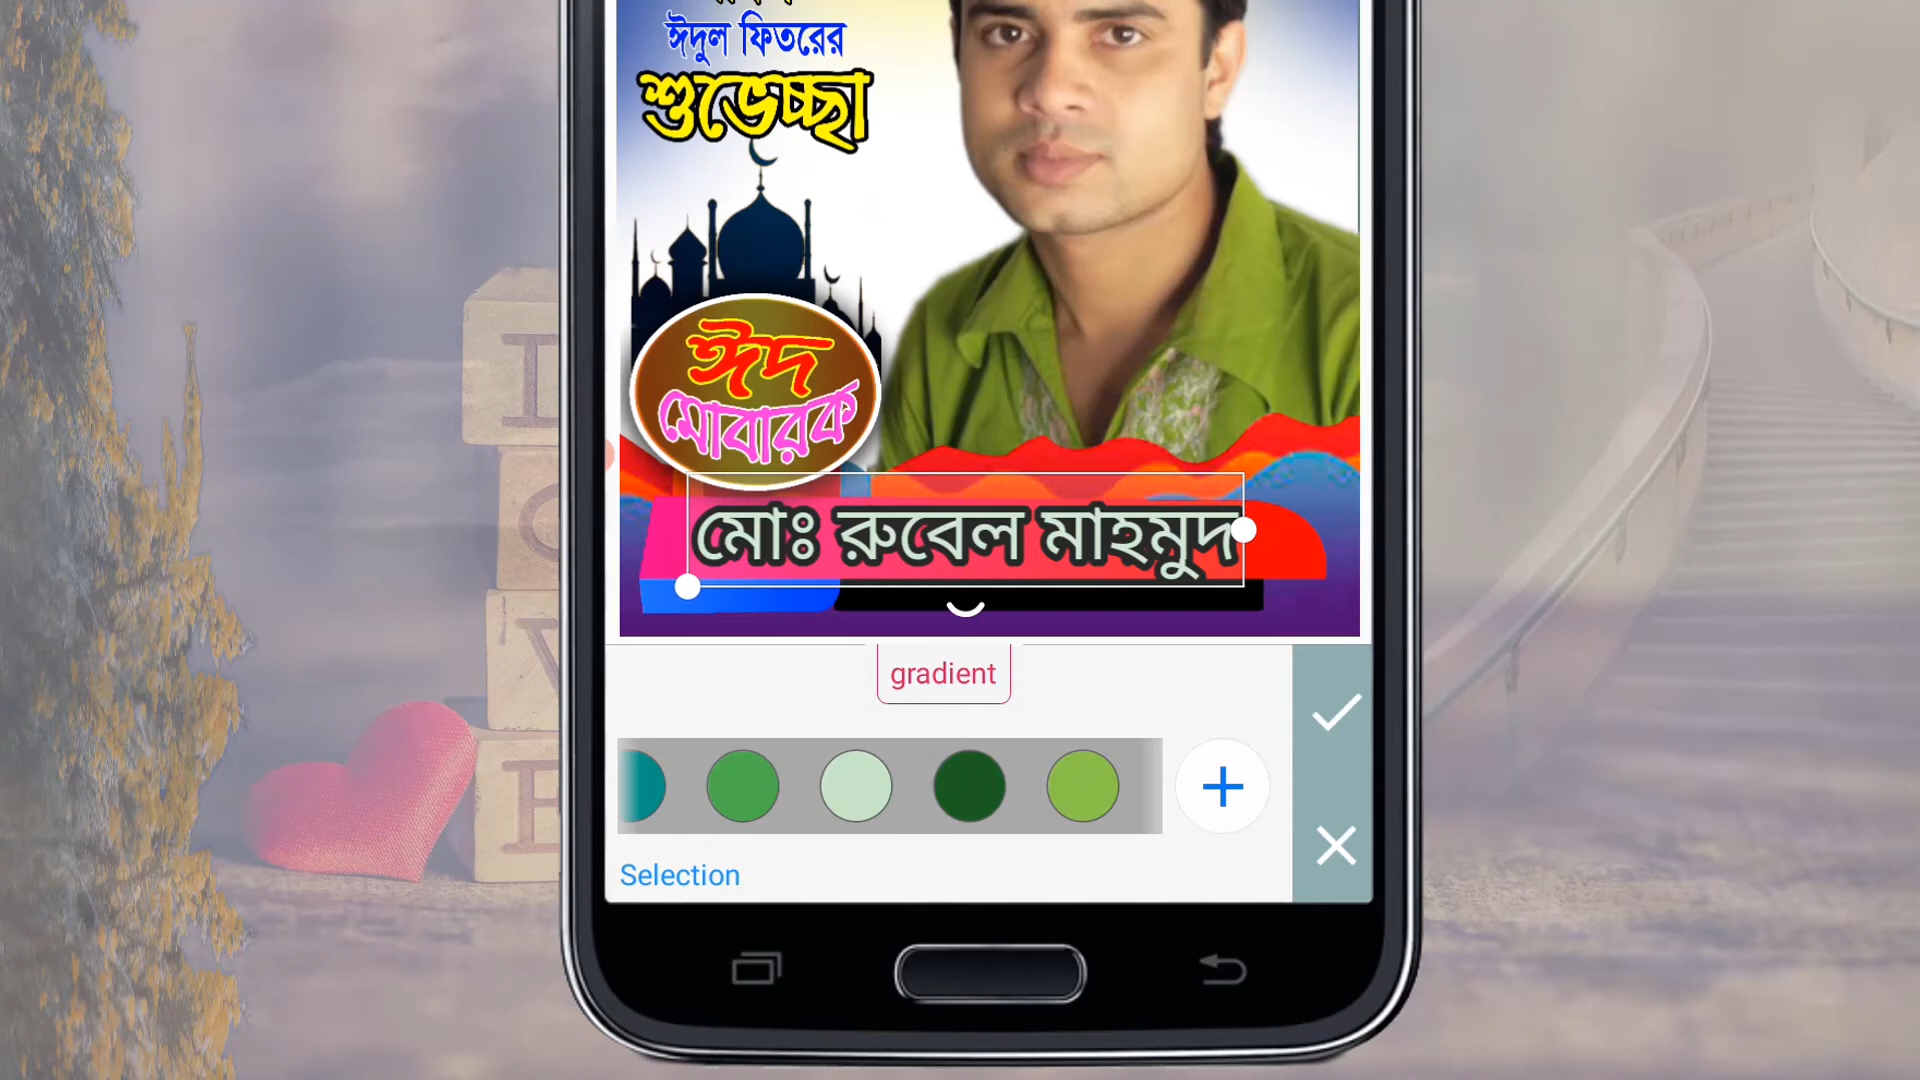 ঈদুল ফিতরের
শুভেচ্ছা
ঈদ
মোবারক
মোঃ রুবেল মাহমুদ
gradient
Selection
L
O
V
E